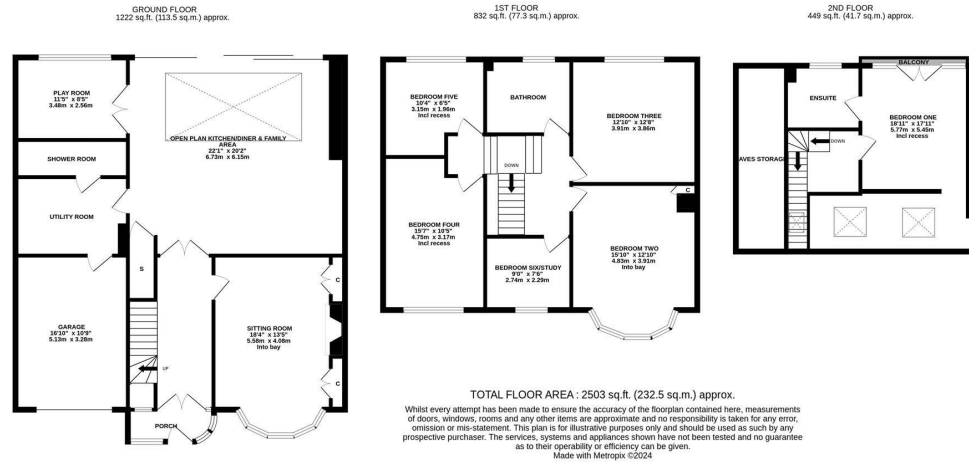 GROUND FLOOR
1222 sq.ft. (113.5 sq.m.) approx.
PLAY ROOM
11'5" x 8'5"
3.48m x 2.56m
OPEN PLAN KITCHEN/DINER & FAMILY
AREA
22'1" x 20'2"
6.73m x 6.15m
SHOWER ROOM
UTILITY ROOM
S
GARAGE
16'10" x 10'9"
5.13m x 3.28m
UP
SITTING ROOM
18'4" x 13'5"
5.58m x 4.08m
Into bay
C
C
PORCH
1ST FLOOR
832 sq.ft. (77.3 sq.m.) approx.
BEDROOM FIVE
10'4" x 6'5"
3.15m x 1.96m
Incl recess
BATHROOM
BEDROOM THREE
12'10" x 12'8"
3.91m x 3.86m
DOWN
C
BEDROOM FOUR
15'7" x 10'5"
4.75m x 3.17m
Incl recess
BEDROOM SIX/STUDY
9'0" x 7'6"
2.74m x 2.29m
BEDROOM TWO
15'10" x 12'10"
4.83m x 3.91m
Into bay
2ND FLOOR
449 sq.ft. (41.7 sq.m.) approx.
BALCONY
ENSUITE
BEDROOM ONE
18'11" x 17'11"
5.77m x 5.45m
Incl recess
DOWN
AVES STORAGE
TOTAL FLOOR AREA : 2503 sq.ft. (232.5 sq.m.) approx.
Whilst every attempt has been made to ensure the accuracy of the floorplan contained here, measurements
of doors, windows, rooms and any other items are approximate and no responsibility is taken for any error,
omission or mis-statement. This plan is for illustrative purposes only and should be used as such by any
prospective purchaser. The services, systems and appliances shown have not been tested and no guarantee
as to their operability or efficiency can be given.
Made with Metropix ©2024